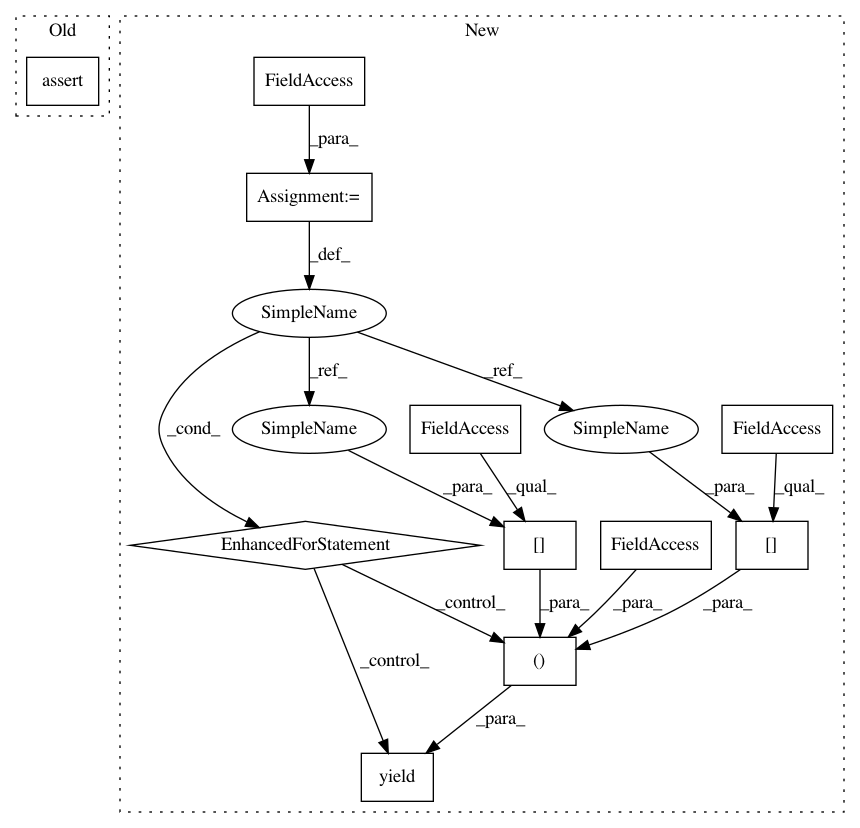 Old
New
assert
FieldAccess
_para_
Assignment:=
_def_
SimpleName
_cond_
_ref_
_ref_
SimpleName
FieldAccess
SimpleName
FieldAccess
_para_
_qual_
_para_
_qual_
EnhancedForStatement
[]
FieldAccess
[]
_control_
_para_
_para_
_para_
_control_
()
_para_
yield